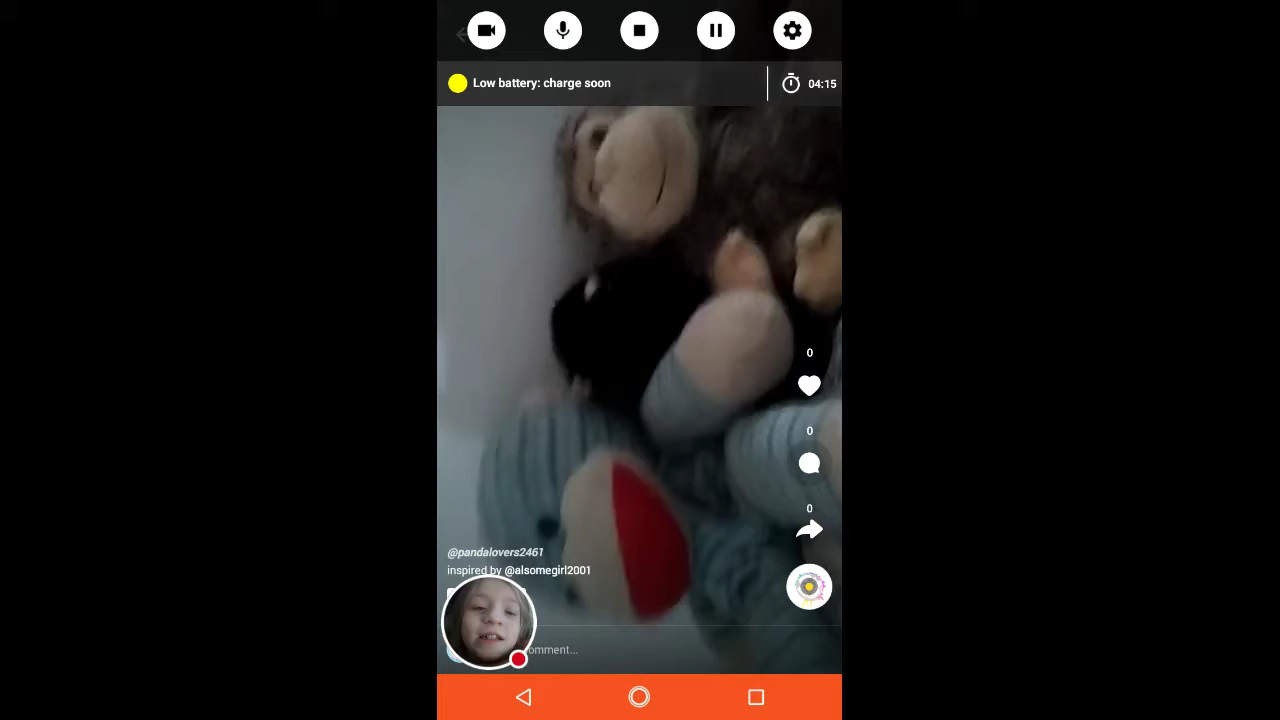 Low battery: charge soon
04:15
0
0
0
@pandalovers2461
inspired by @alsomegirl2001
omment...